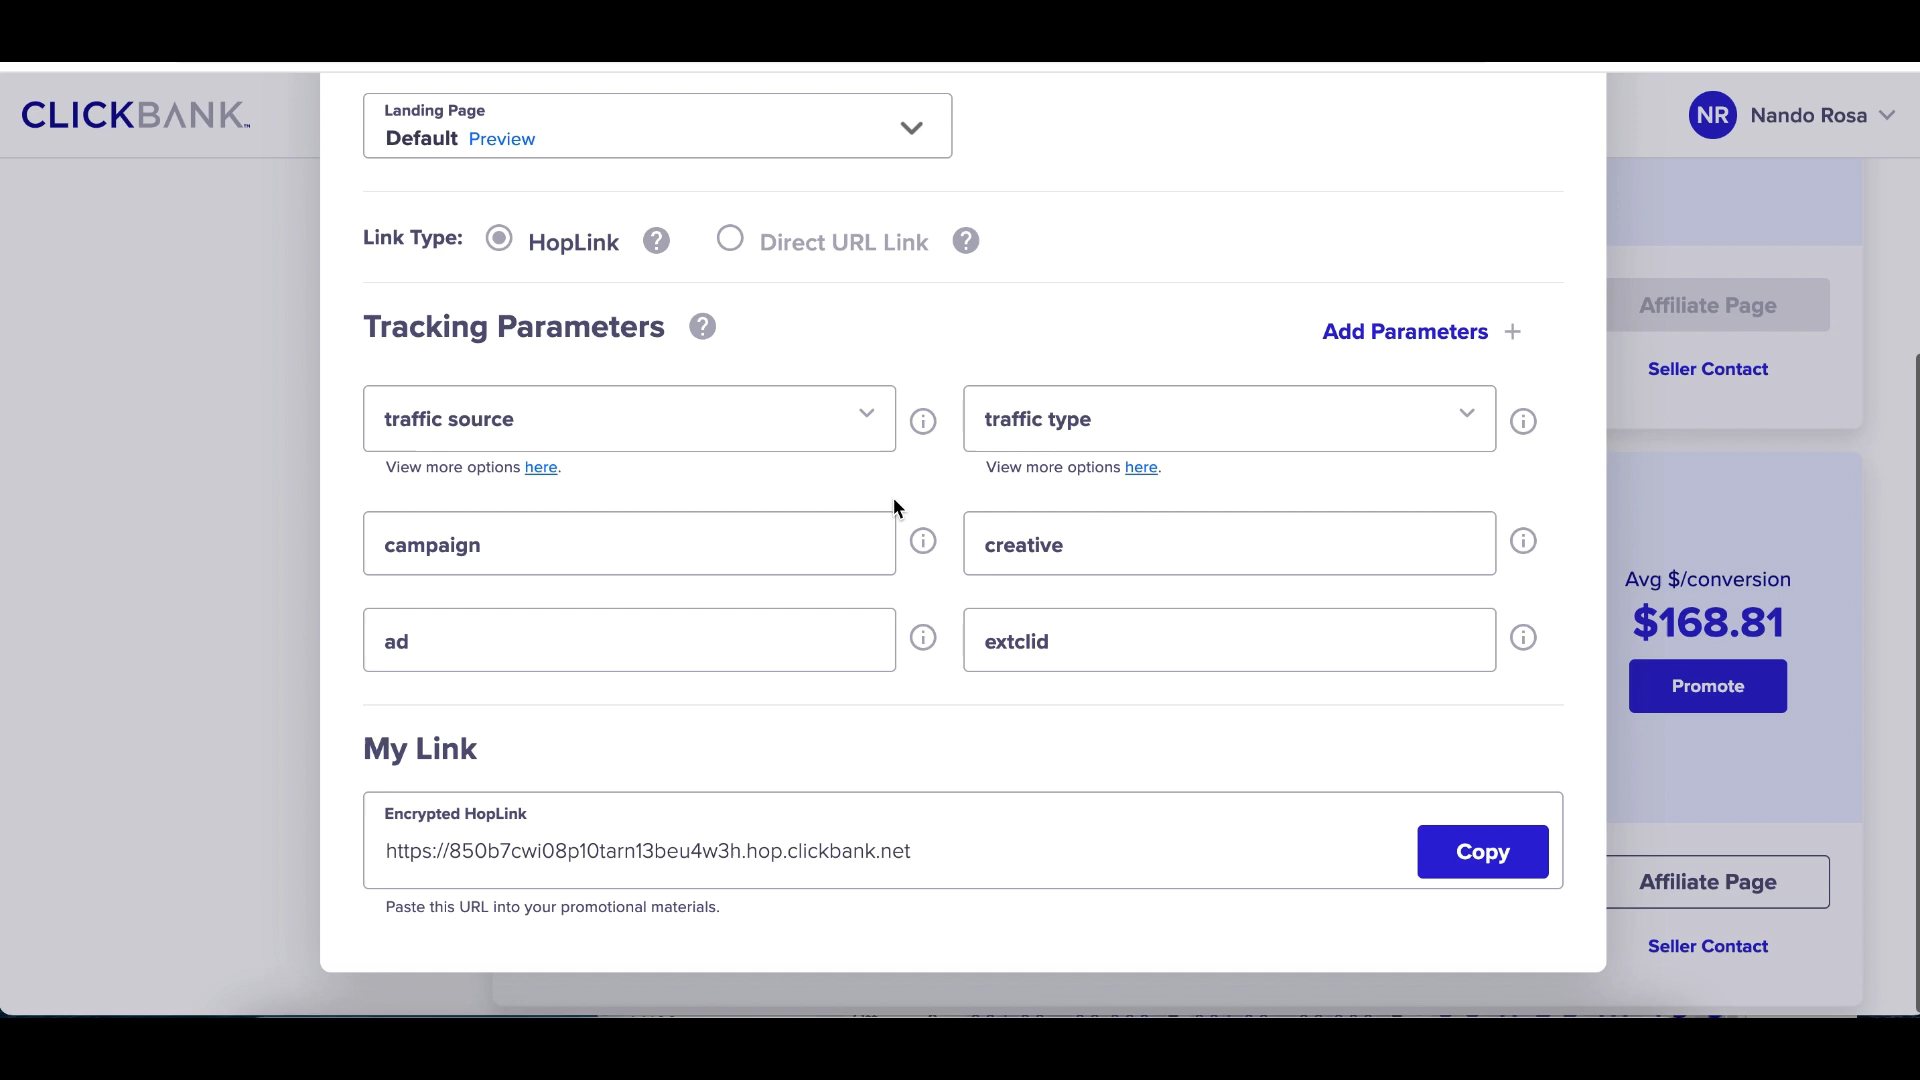 CLICKBANK™
NR Nando Rosa
Landing Page
Default Preview
Link Type: HopLink ? Direct URL Link ?
Tracking Parameters ? Add Parameters +
traffic source i traffic type i
View more options here. View more options here.
campaign i creative i
ad i extclid i
My Link
Encrypted HopLink
https://850b7cwi08p10tarn13beu4w3h.hop.clickbank.net
Copy
Paste this URL into your promotional materials.
Affiliate Page
Seller Contact
Avg $/conversion
$168.81
Promote
Affiliate Page
Seller Contact